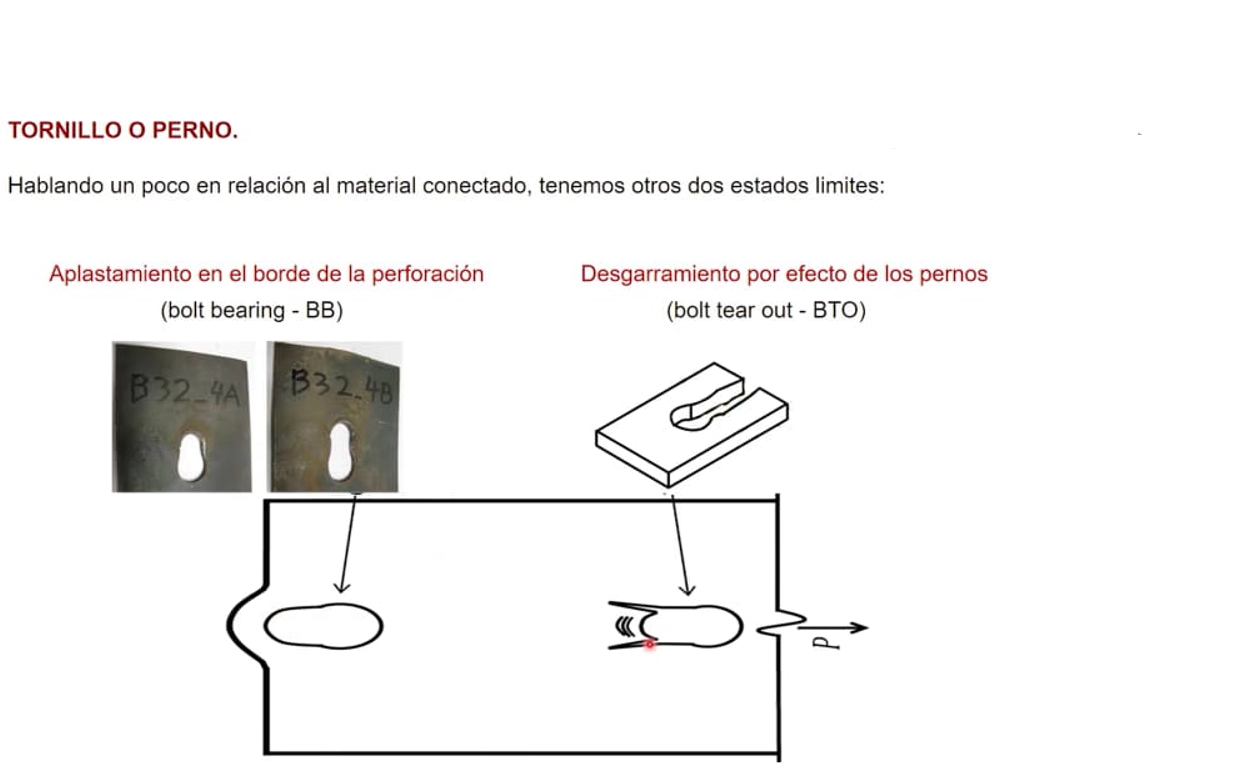 TORNILLO O PERNO.
Hablando un poco en relación al material conectado, tenemos otros dos estados limites:
Aplastamiento en el borde de la perforación
(bolt bearing - BB)
Desgarramiento por efecto de los pernos
(bolt tear out - BTO)
B32_4A
B32_4B
P